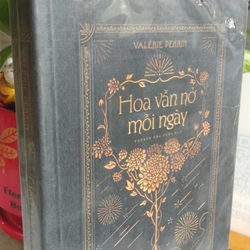 VALÉRIE PERRIN
Hoa vẫn nở
mỗi ngày